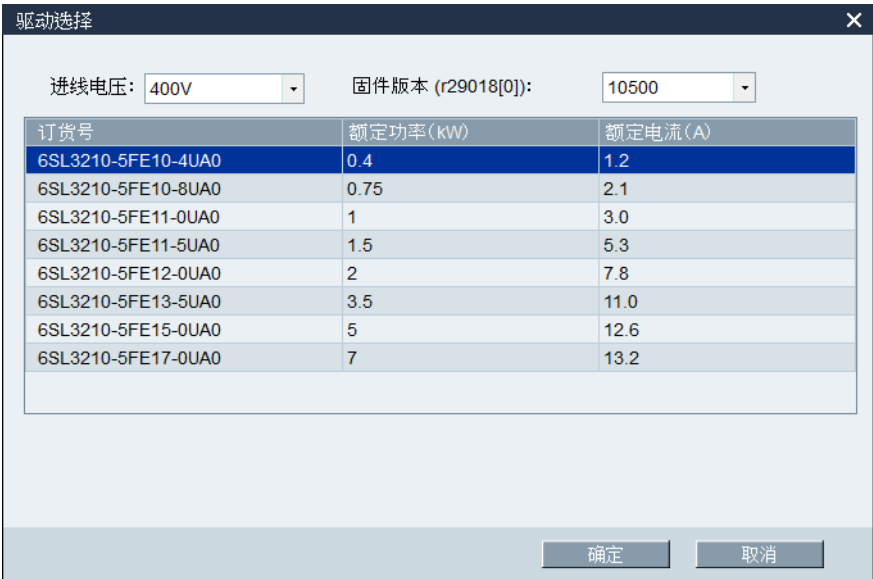 驱动选择
进线电压: 400V 固件版本 (r29018[0]): 10500
订货号 额定功率(kW) 额定电流(A)
6SL3210-5FE10-4UA0 0.4 1.2
6SL3210-5FE10-8UA0 0.75 2.1
6SL3210-5FE11-0UA0 1 3.0
6SL3210-5FE11-5UA0 1.5 5.3
6SL3210-5FE12-0UA0 2 7.8
6SL3210-5FE13-5UA0 3.5 11.0
6SL3210-5FE15-0UA0 5 12.6
6SL3210-5FE17-0UA0 7 13.2
确定 取消